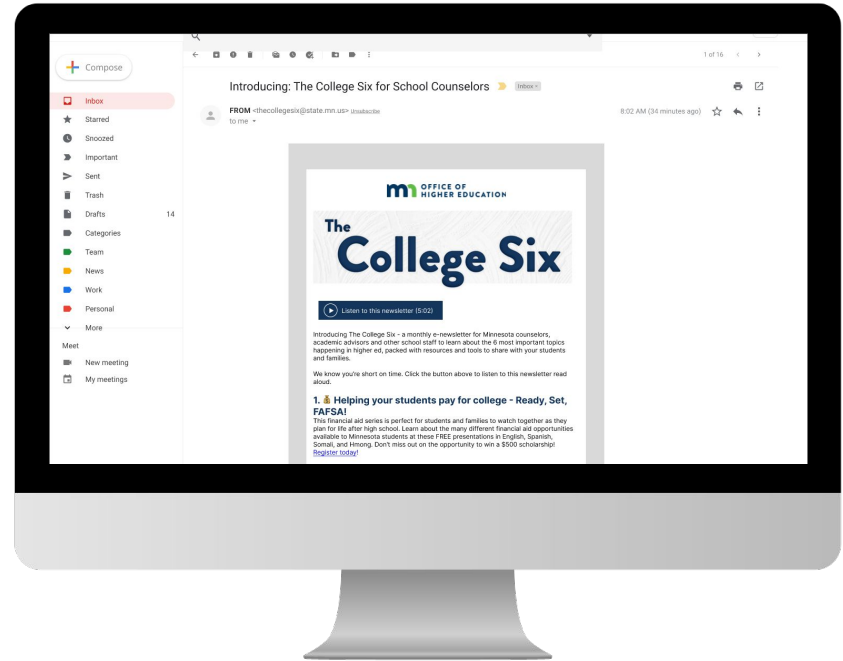 Compose
1 of 16
Introducing: The College Six for School Counselors
Inbox
Inbox
Starred
FROM <thecollegesix@state.mn.us> Unsubscribe
8:02 AM (34 minutes ago)
to me
Snoozed
Important
Sent
Trash
Drafts 14
Categories
Team
News
Work
Personal
More
Meet
New meeting
My meetings
mn OFFICE OF
HIGHER EDUCATION
The
College Six
Listen to this newsletter (5:02)
Introducing The College Six - a monthly e-newsletter for Minnesota counselors,
academic advisors and other school staff to learn about the 6 most important topics
happening in higher ed, packed with resources and tools to share with your students
and families.
We know you're short on time. Click the button above to listen to this newsletter read
aloud.
1. 💰 Helping your students pay for college - Ready, Set,
FAFSA!
This financial aid series is perfect for students and families to watch together as they
plan for life after high school. Learn about the many different financial aid opportunities
available to Minnesota students at these FREE presentations in English, Spanish,
Somali, and Hmong. Don't miss out on the opportunity to win a $500 scholarship!
Register today!